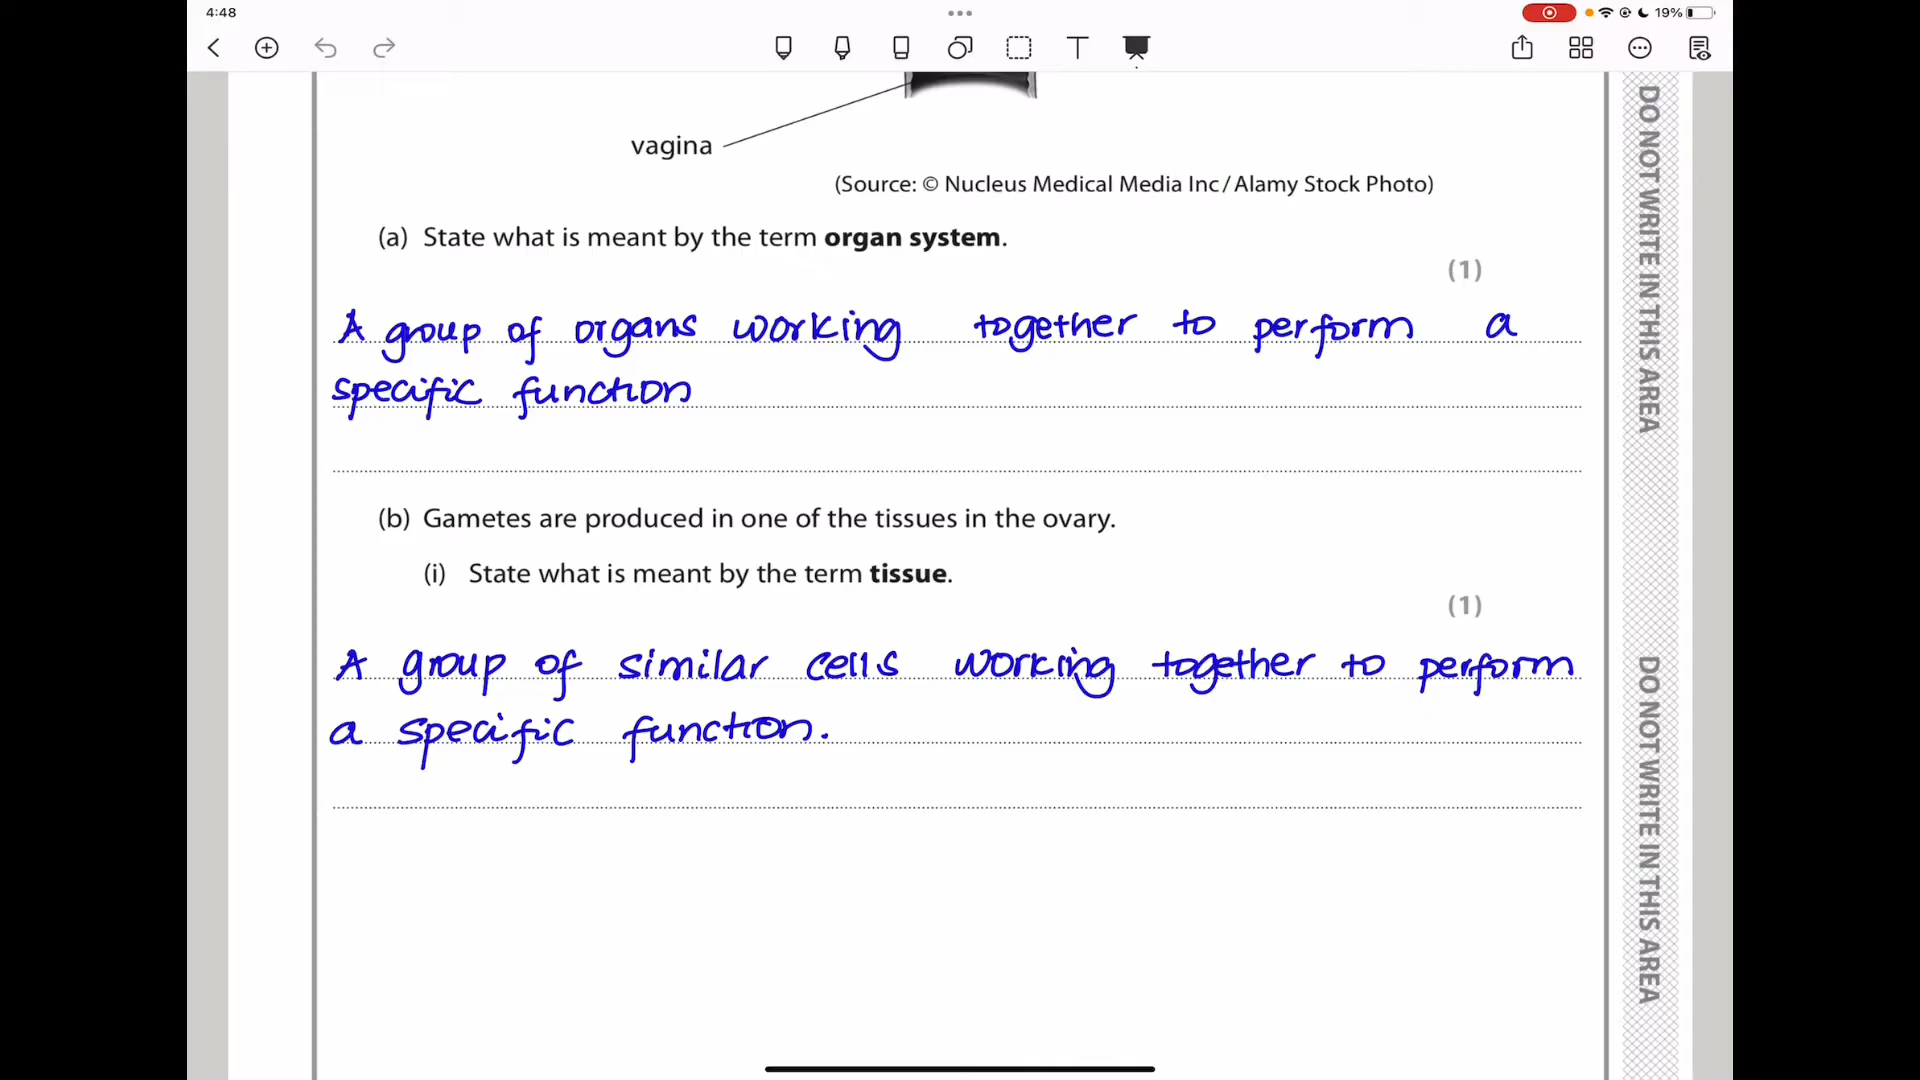 4:48
19%
vagina
(Source: © Nucleus Medical Media Inc / Alamy Stock Photo)
(a) State what is meant by the term organ system.
(1)
A group of organs working together to perform a
specific function
(b) Gametes are produced in one of the tissues in the ovary.
(i) State what is meant by the term tissue.
(1)
A group of similar cells working together to perform
a specific function.
DO NOT WRITE IN THIS AREA
DO NOT WRITE IN THIS AREA